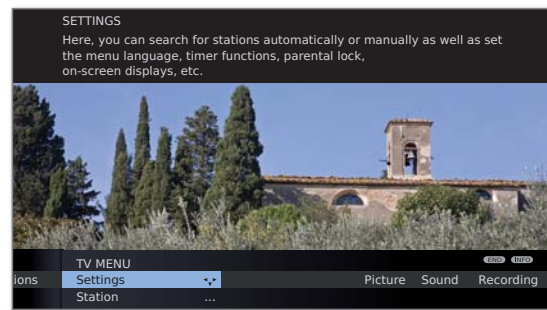 SETTINGS
Here, you can search for stations automatically or manually as well as set
the menu language, timer functions, parental lock,
on-screen displays, etc.
TV MENU
END INFO
ions Settings Picture Sound Recording
Station ...